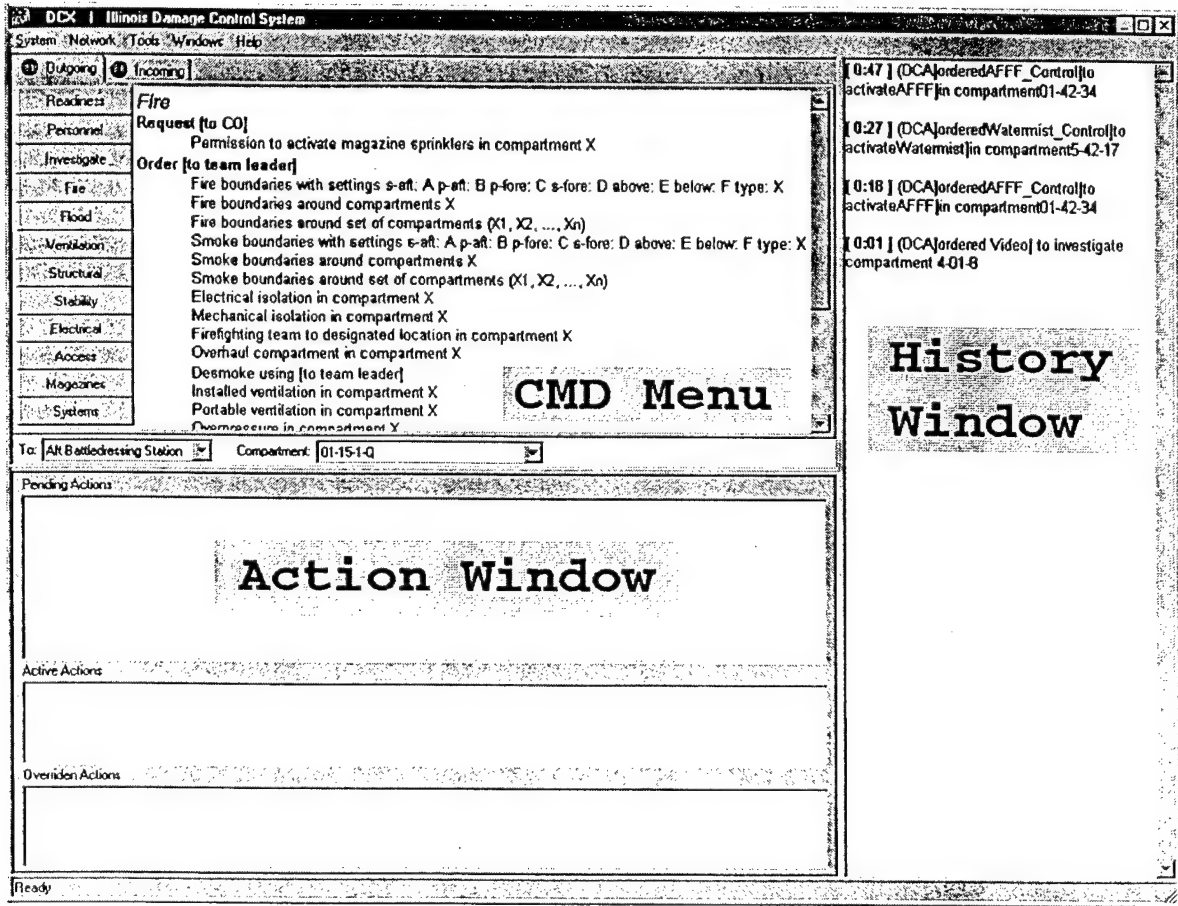 DCX | Illinois Damage Control System
System Network Tools Windows Help
Outgoing Incoming
Readiness
Personnel
Investigate
Fire
Flood
Ventilation
Structural
Stability
Electrical
Access
Magazines
Systems
Fire
Request [to CO]
Permission to activate magazine sprinklers in compartment X
Order [to team leader]
Fire boundaries with settings s-aft: A p-aft: B p-fore: C s-fore: D above: E below: F type: X
Fire boundaries around compartments X
Fire boundaries around set of compartments (X1, X2, ..., Xn)
Smoke boundaries with settings s-aft: A p-aft: B p-fore: C s-fore: D above: E below: F type: X
Smoke boundaries around compartments X
Smoke boundaries around set of compartments (X1, X2, ..., Xn)
Electrical isolation in compartment X
Mechanical isolation in compartment X
Firefighting team to designated location in compartment X
Overhaul compartment in compartment X
Desmoke using [to team leader]
Installed ventilation in compartment X
Portable ventilation in compartment X
Overpressure in compartment X
CMD Menu
To: Aft Battledressing Station Compartment: 01-15-1-Q
Pending Actions
Action Window
Active Actions
Overriden Actions
Ready
[ 0:47 ] (DCA]orderedAFFF_Control]to
activateAFFF]in compartment01-42-34
[ 0:27 ] (DCA]orderedWatermist_Control]to
activateWatermist]in compartment5-42-17
[ 0:18 ] (DCA]orderedAFFF_Control]to
activateAFFF]in compartment01-42-34
[ 0:01 ] (DCA]ordered Video] to investigate
compartment 4-01-8
History
Window